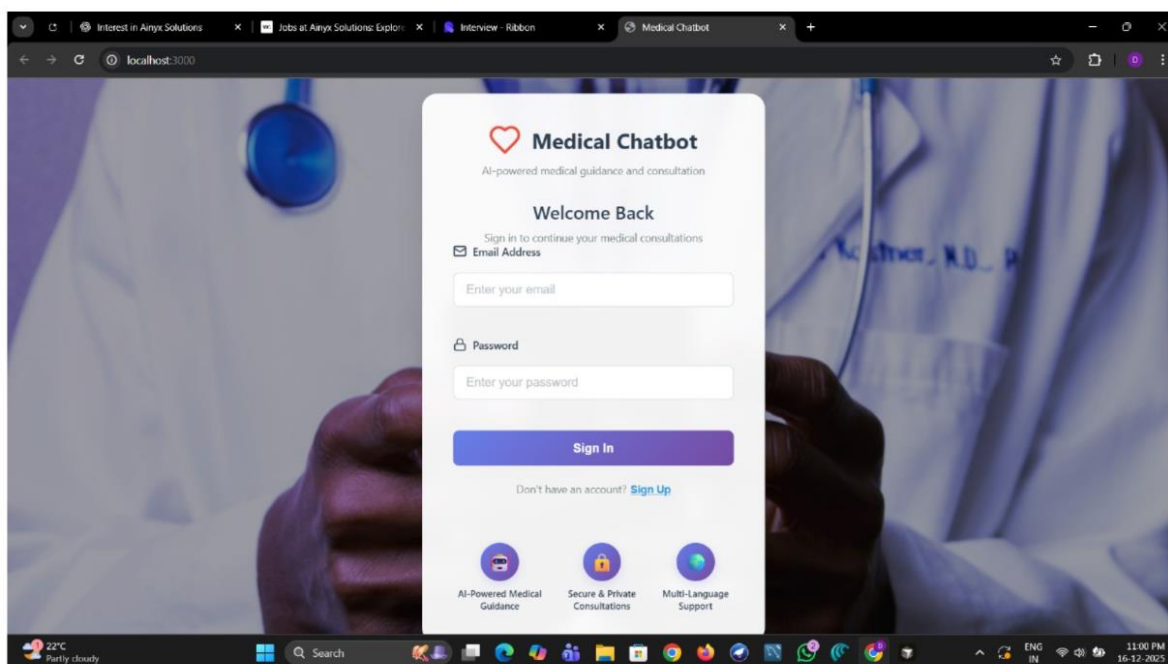 Interest in Ainyx Solutions
Jobs at Ainyx Solutions: Explore
Interview - Ribbon
Medical Chatbot
localhost:3000
D
Medical Chatbot
AI-powered medical guidance and consultation
Welcome Back
Sign in to continue your medical consultations
Email Address
Enter your email
Password
Enter your password
Sign In
Don't have an account? Sign Up
AI-Powered Medical Guidance
Secure & Private Consultations
Multi-Language Support
M.D.
22°C
Partly cloudy
Search
ENG
IN
11:00 PM
16-12-2025